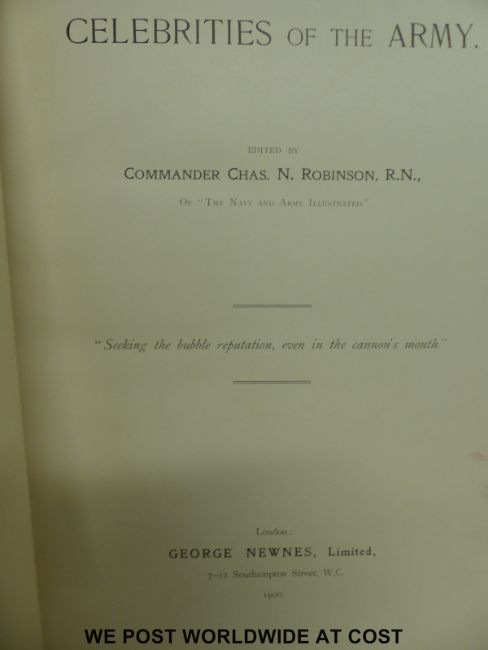 CELEBRITIES OF THE ARMY.
EDITED BY
COMMANDER CHAS. N. ROBINSON. R.N.,
OF "THE NAVY AND ARMY ILLUSTRATED."
"Seeking the bubble reputation, even in the cannon's mouth."
London:
GEORGE NEWNES, Limited,
7-12 Southampton Street, W.C.
1900.
WE POST WORLDWIDE AT COST